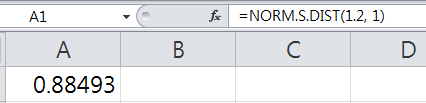 A1 fx =NORM.S.DIST(1.2, 1)
A B C D
0.88493